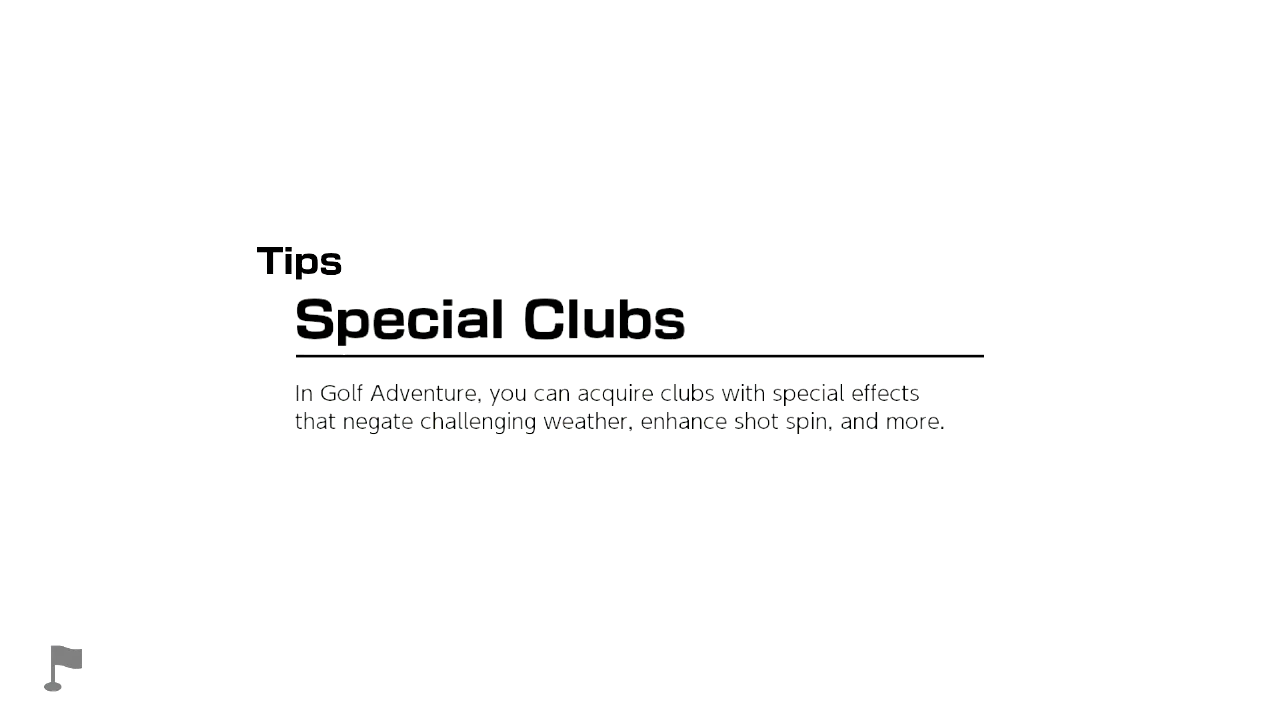 Tips
Special Clubs
In Golf Adventure, you can acquire clubs with special effects
that negate challenging weather, enhance shot spin, and more.